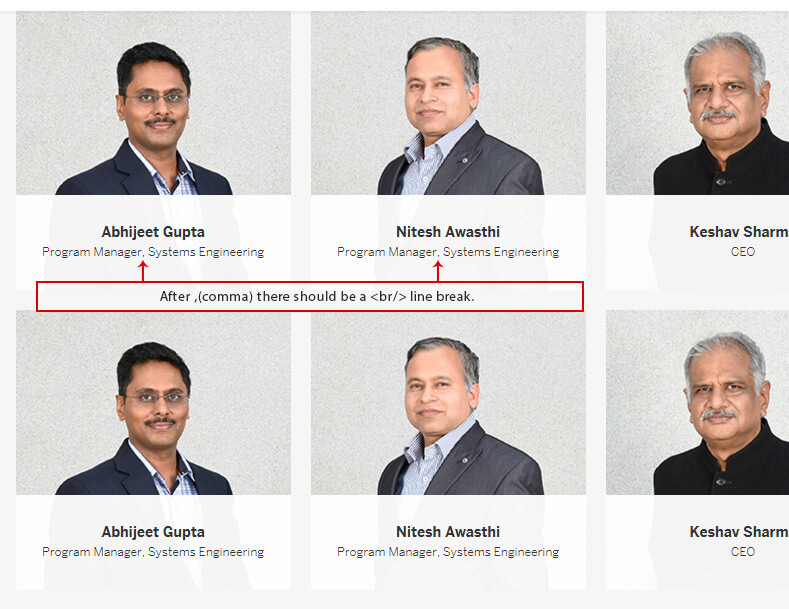 Abhijeet Gupta
Program Manager, Systems Engineering
Nitesh Awasthi
Program Manager, Systems Engineering
Keshav Sharm
CEO
After ,(comma) there should be a <br/> line break.
Abhijeet Gupta
Program Manager, Systems Engineering
Nitesh Awasthi
Program Manager, Systems Engineering
Keshav Sharm
CEO